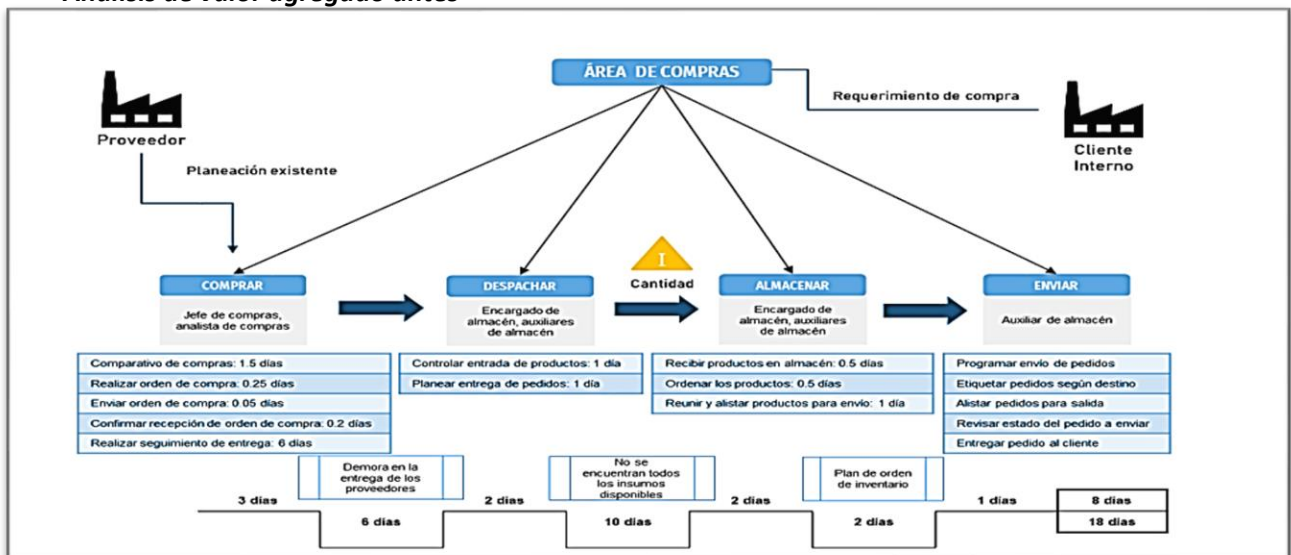 Análisis de valor agregado antes
ÁREA DE COMPRAS
Requerimiento de compra
Proveedor
Cliente
Interno
Planeación existente
I
Cantidad
COMPRAR
Jefe de compras,
analista de compras
Comparativo de compras: 1.5 días
Realizar orden de compra: 0.25 días
Enviar orden de compra: 0.05 días
Confirmar recepción de orden de compra: 0.2 días
Realizar seguimiento de entrega: 6 días
DESPACHAR
Encargado de
almacén, auxiliares
de almacén
Controlar entrada de productos: 1 día
Planear entrega de pedidos: 1 día
ALMACENAR
Encargado de
almacén, auxiliares
de almacén
Recibir productos en almacén: 0.5 días
Ordenar los productos: 0.5 días
Reunir y alistar productos para envío: 1 día
ENVIAR
Auxiliar de almacén
Programar envío de pedidos
Etiquetar pedidos según destino
Alistar pedidos para salida
Revisar estado del pedido a enviar
Entregar pedido al cliente
3 días
Demora en la
entrega de los
proveedores
6 días
2 días
No se
encuentran todos
los insumos
disponibles
10 días
2 días
Plan de orden
de inventario
2 días
1 días
8 días
18 días